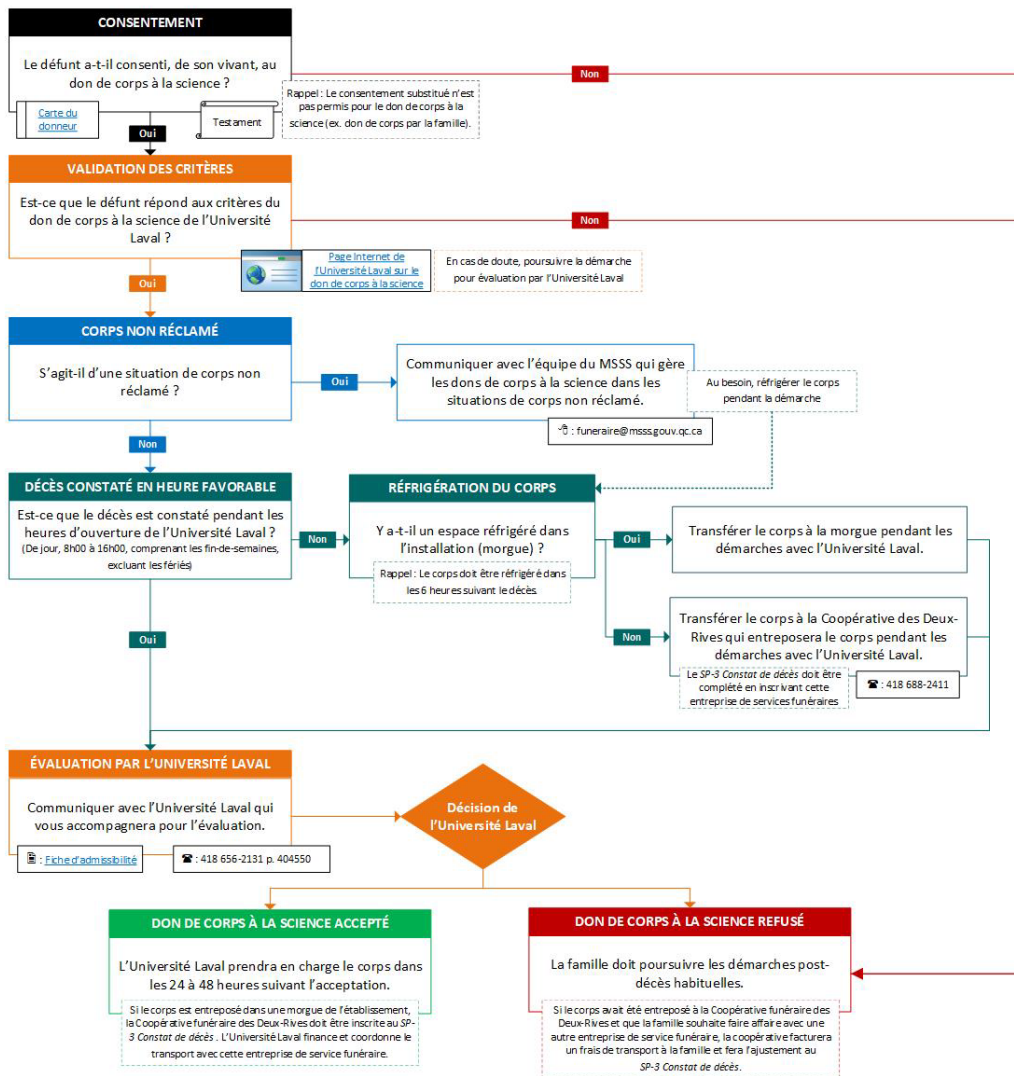 CONSENTEMENT
Le défunt a-t-il consenti, de son vivant, au
don de corps à la science ?
Carte du
donneur
Testament
Rappel : Le consentement substitué n'est
pas permis pour le don de corps à la
science (ex. don de corps par la famille).
Non
Oui
VALIDATION DES CRITÈRES
Est-ce que le défunt répond aux critères du
don de corps à la science de l'Université
Laval ?
Non
Page Internet de
l'Université Laval sur le
don de corps à la science
En cas de doute, poursuivre la démarche
pour évaluation par l'Université Laval
Oui
CORPS NON RÉCLAMÉ
S'agit-il d'une situation de corps non
réclamé ?
Oui
Communiquer avec l'équipe du MSSS qui gère
les dons de corps à la science dans les
situations de corps non réclamé.
: funeraire@msss.gouv.qc.ca
Au besoin, réfrigérer le corps
pendant la démarche
Non
DÉCÈS CONSTATÉ EN HEURE FAVORABLE
Est-ce que le décès est constaté pendant les
heures d'ouverture de l'Université Laval ?
(De jour, 8h00 à 16h00, comprenant les fin-de-semaines,
excluant les fériés)
Non
RÉFRIGÉRATION DU CORPS
Y a-t-il un espace réfrigéré dans
l'installation (morgue) ?
Rappel : Le corps doit être réfrigéré dans
les 6 heures suivant le décès.
Oui
Transférer le corps à la morgue pendant les
démarches avec l'Université Laval.
Non
Transférer le corps à la Coopérative des Deux-
Rives qui entreposera le corps pendant les
démarches avec l'Université Laval.
Le SP-3 Constat de décès doit être
complété en inscrivant cette
entreprise de services funéraires
: 418 688-2411
Oui
ÉVALUATION PAR L'UNIVERSITÉ LAVAL
Communiquer avec l'Université Laval qui
vous accompagnera pour l'évaluation.
: Fiche d'admissibilité
: 418 656-2131 p. 404550
Décision de
l'Université Laval
DON DE CORPS À LA SCIENCE ACCEPTÉ
L'Université Laval prendra en charge le corps dans
les 24 à 48 heures suivant l'acceptation.
Si le corps est entreposé dans une morgue de l'établissement,
la Coopérative funéraire des Deux-Rives doit être inscrite au SP-
3 Constat de décès . L'Université Laval finance et coordonne le
transport avec cette entreprise de service funéraire.
DON DE CORPS À LA SCIENCE REFUSÉ
La famille doit poursuivre les démarches post-
décès habituelles.
Si le corps avait été entreposé à la Coopérative funéraire des
Deux-Rives et que la famille souhaite faire affaire avec une
autre entreprise de service funéraire, la coopérative facturera
un frais de transport à la famille et fera l'ajustement au
SP-3 Constat de décès.